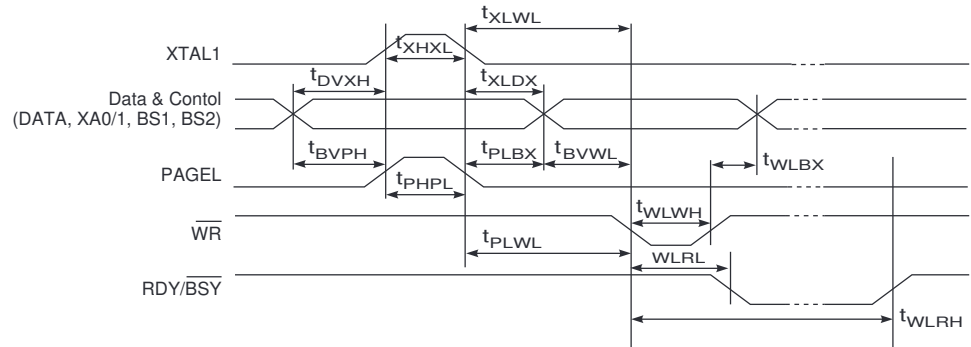 tXLWL
XTAL1
tXHXL
tDVXH
tXLDX
Data & Contol
(DATA, XA0/1, BS1, BS2)
tBVPH
tPLBX
tBVWL
tWLBX
PAGEL
tPHPL
tWLWH
WR
tPLWL
WLRL
RDY/BSY
tWLRH